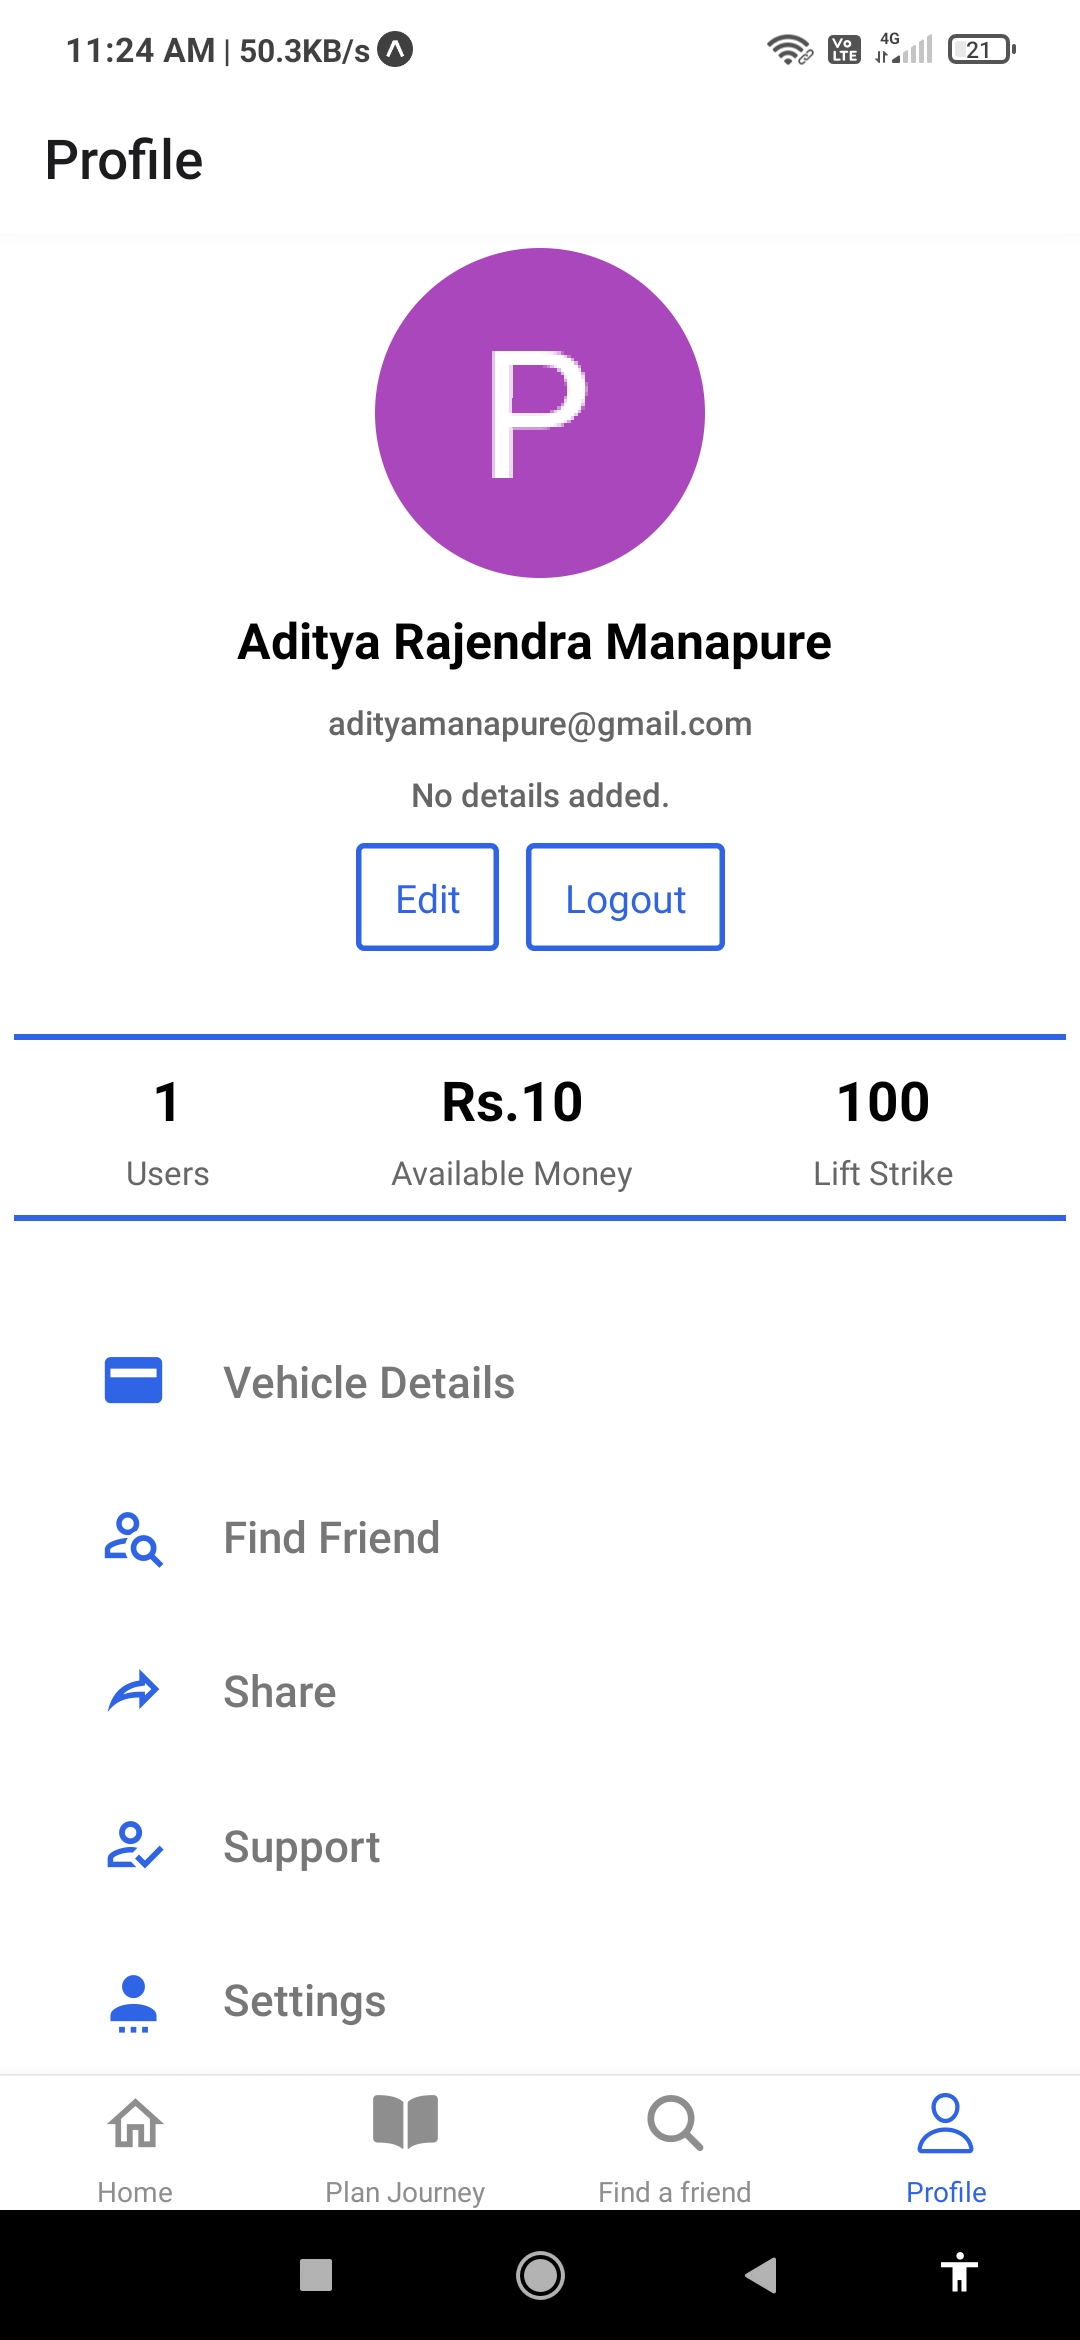 11:24 AM | 50.3KB/s
Vo LTE 4G 21
Profile
P
Aditya Rajendra Manapure
adityamanapure@gmail.com
No details added.
Edit Logout
1 Rs.10 100
Users Available Money Lift Strike
Vehicle Details
Find Friend
Share
Support
Settings
Home Plan Journey Find a friend Profile